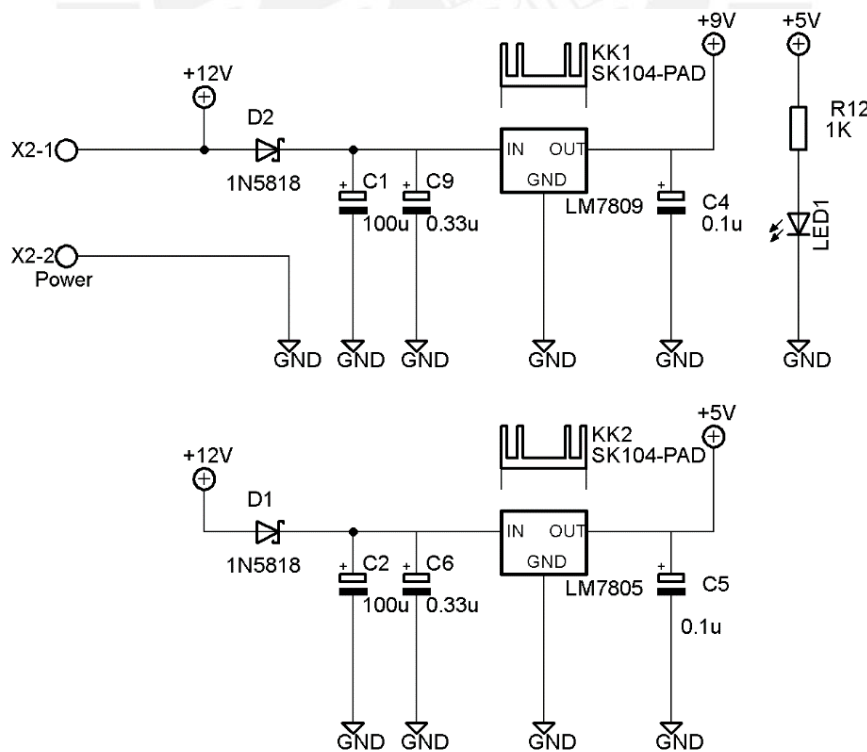 +9V
+5V
+12V
KK1
SK104-PAD
D2
R12
1K
X2-1
IN
OUT
GND
1N5818
C1
C9
LM7809
C4
100u
0.33u
0.1u
LED1
X2-2
Power
GND
GND
GND
GND
GND
GND
+5V
+12V
KK2
SK104-PAD
D1
IN
OUT
GND
1N5818
C2
C6
LM7805
C5
100u
0.33u
0.1u
GND
GND
GND
GND